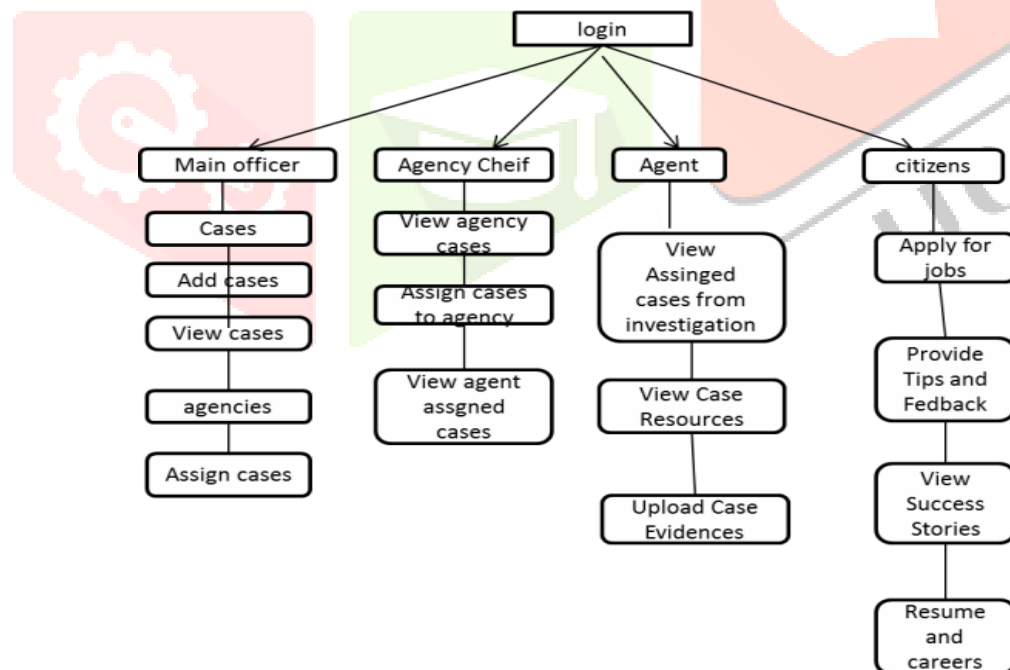 login
Main officer
Cases
Add cases
View cases
agencies
Assign cases
Agency Cheif
View agency
cases
Assign cases
to agency
View agent
assgned
cases
Agent
View
Assinged
cases from
investigation
View Case
Resources
Upload Case
Evidences
citizens
Apply for
jobs
Provide
Tips and
Fedback
View
Success
Stories
Resume
and
careers